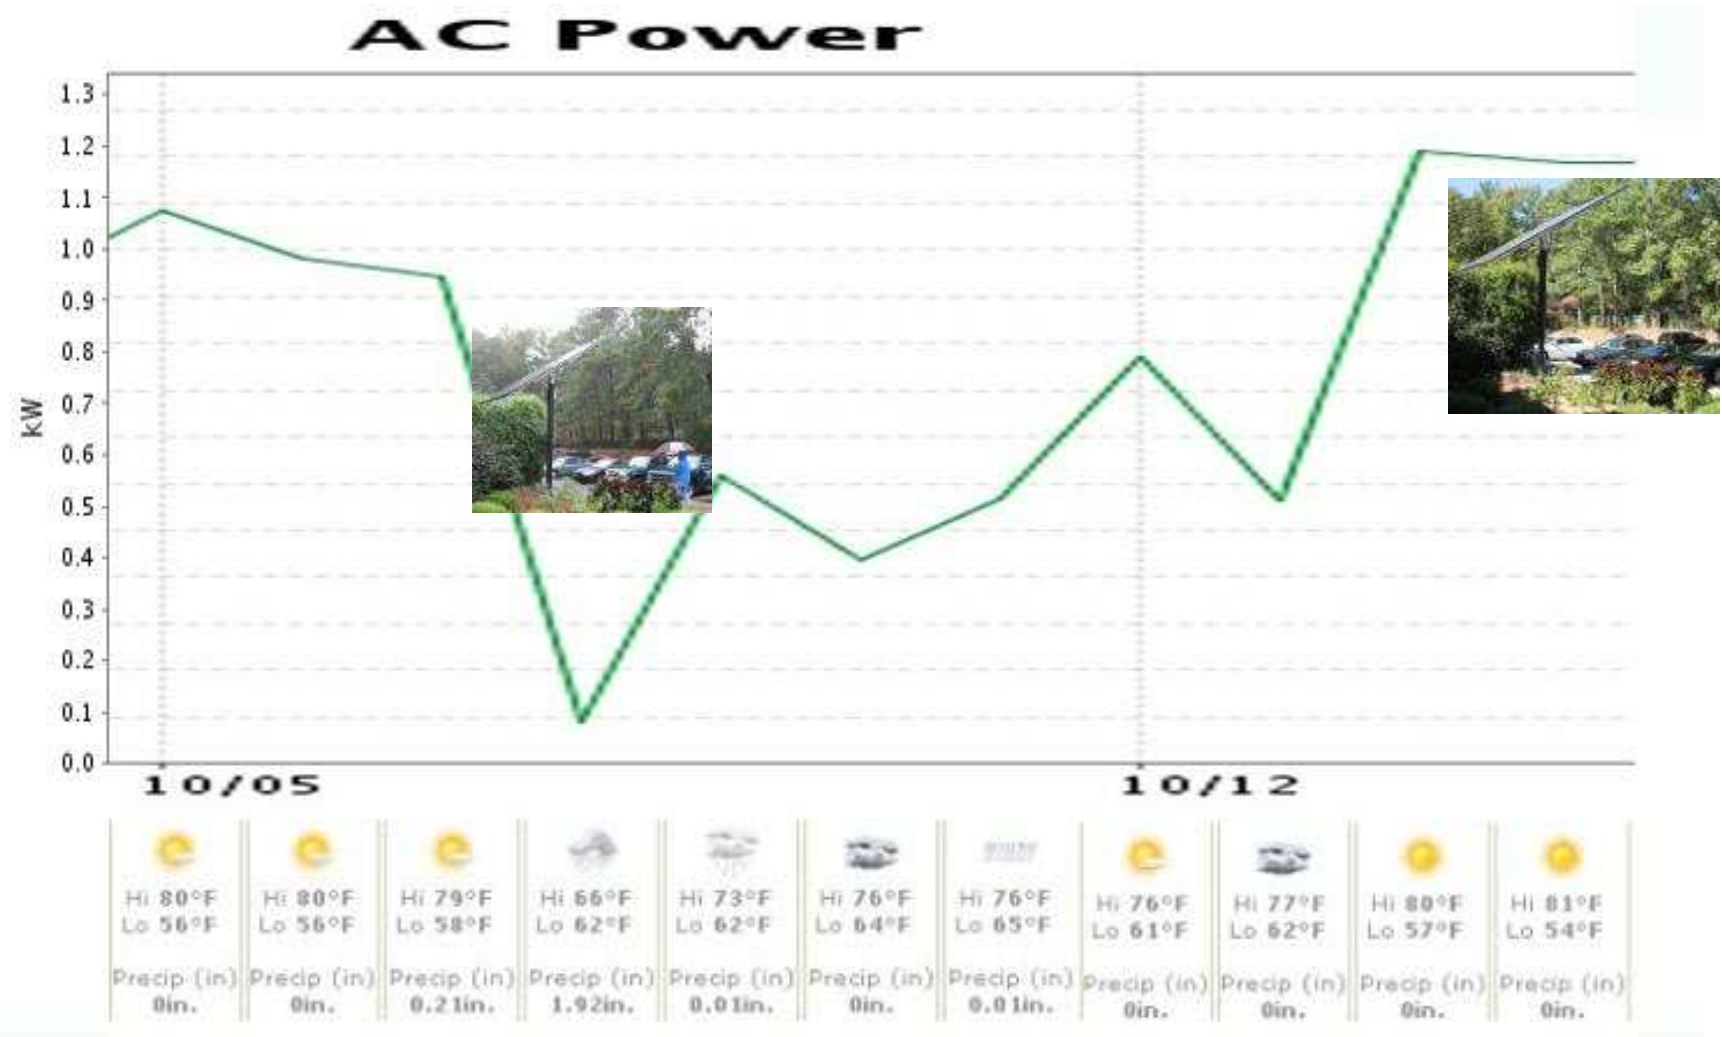 AC Power
1.3
1.2
1.1
1.0
0.9
0.8
0.7
0.6
0.5
0.4
0.3
0.2
0.1
0.0
kW
10/05 10/12
Hi 80°F Hi 80°F Hi 79°F Hi 66°F Hi 73°F Hi 76°F Hi 76°F Hi 76°F Hi 77°F Hi 80°F Hi 81°F
Lo 56°F Lo 56°F Lo 58°F Lo 62°F Lo 62°F Lo 64°F Lo 65°F Lo 61°F Lo 62°F Lo 57°F Lo 54°F
Precip (in) Precip (in) Precip (in) Precip (in) Precip (in) Precip (in) Precip (in) Precip (in) Precip (in) Precip (in) Precip (in)
0in. 0in. 0.21in. 1.92in. 0.01in. 0in. 0.01in. 0in. 0in. 0in. 0in.